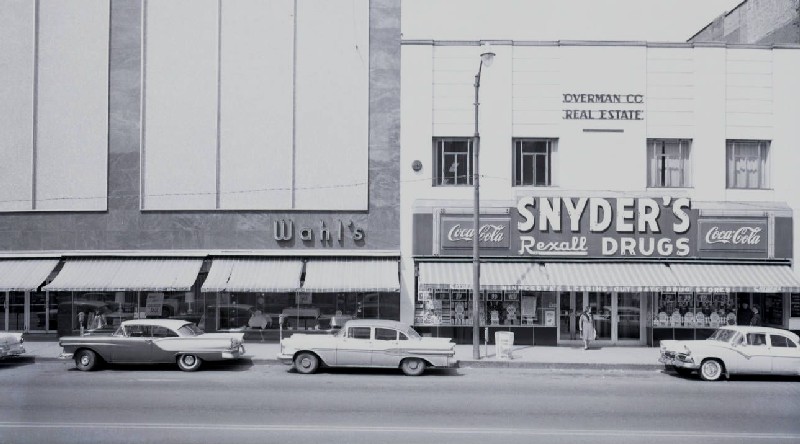 Wahl's
OVERMAN CO
REAL ESTATE
SNYDER'S
Coca-Cola
Rexall DRUGS
Coca-Cola